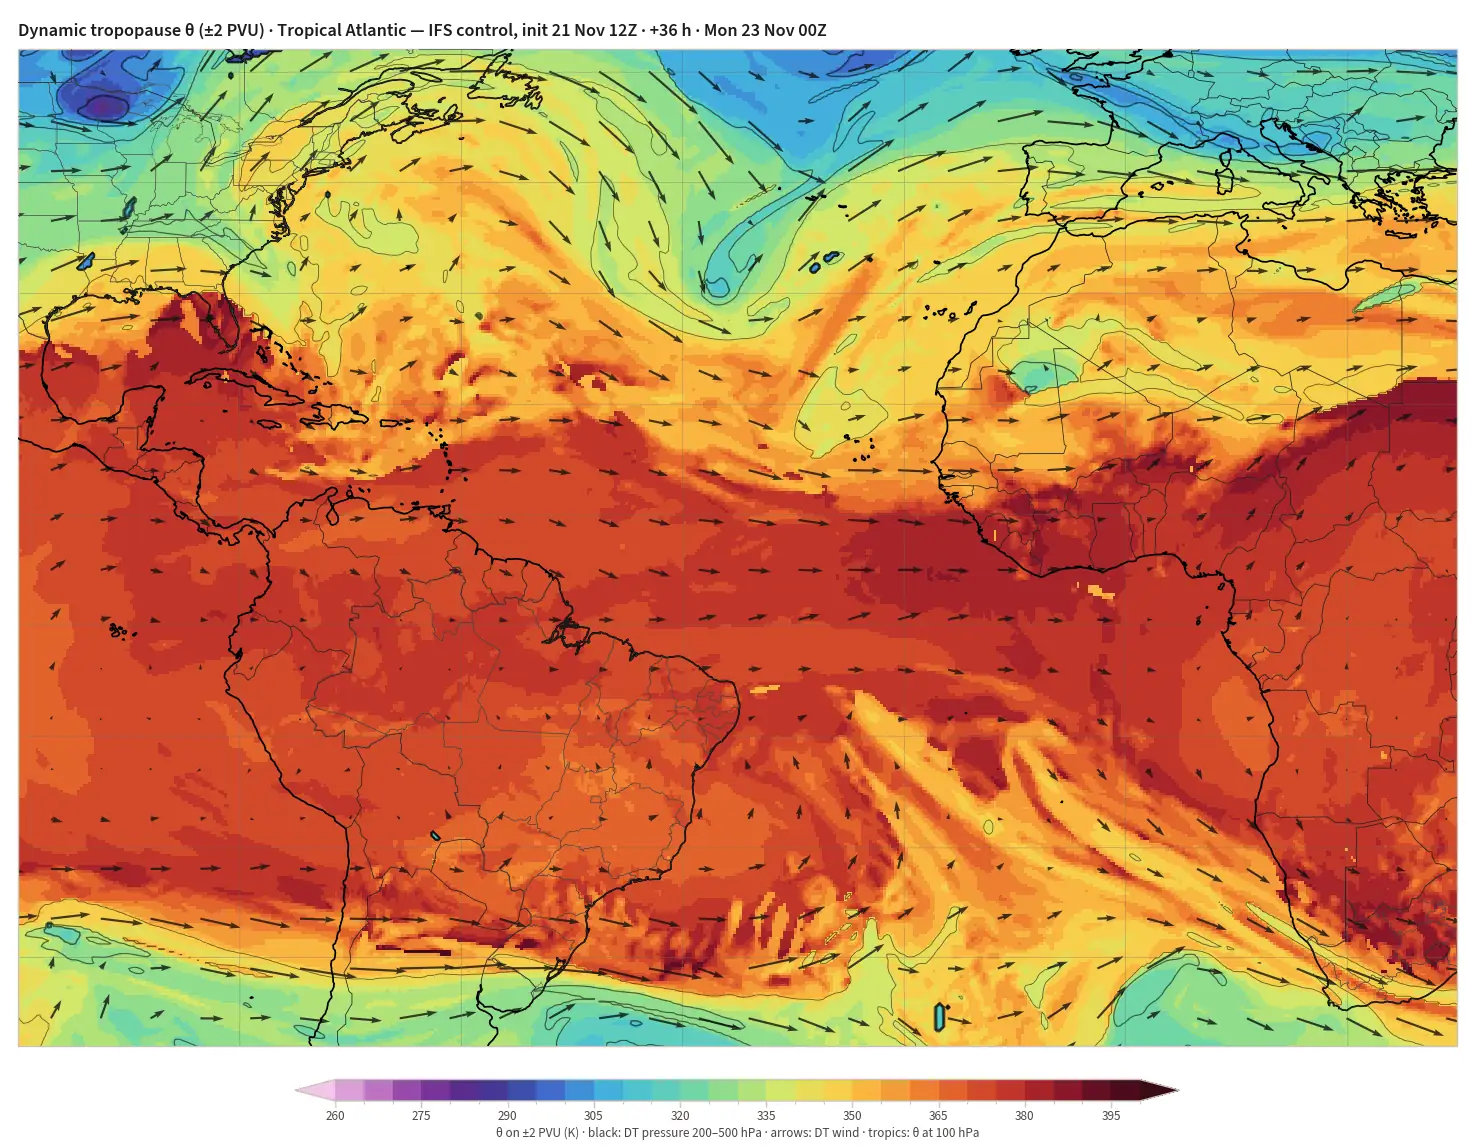 Dynamic tropopause θ (±2 PVU) · Tropical Atlantic — IFS control, init 21 Nov 12Z · +36 h · Mon 23 Nov 00Z
260 275 290 305 320 335 350 365 380 395
θ on ±2 PVU (K) · black: DT pressure 200–500 hPa · arrows: DT wind · tropics: θ at 100 hPa